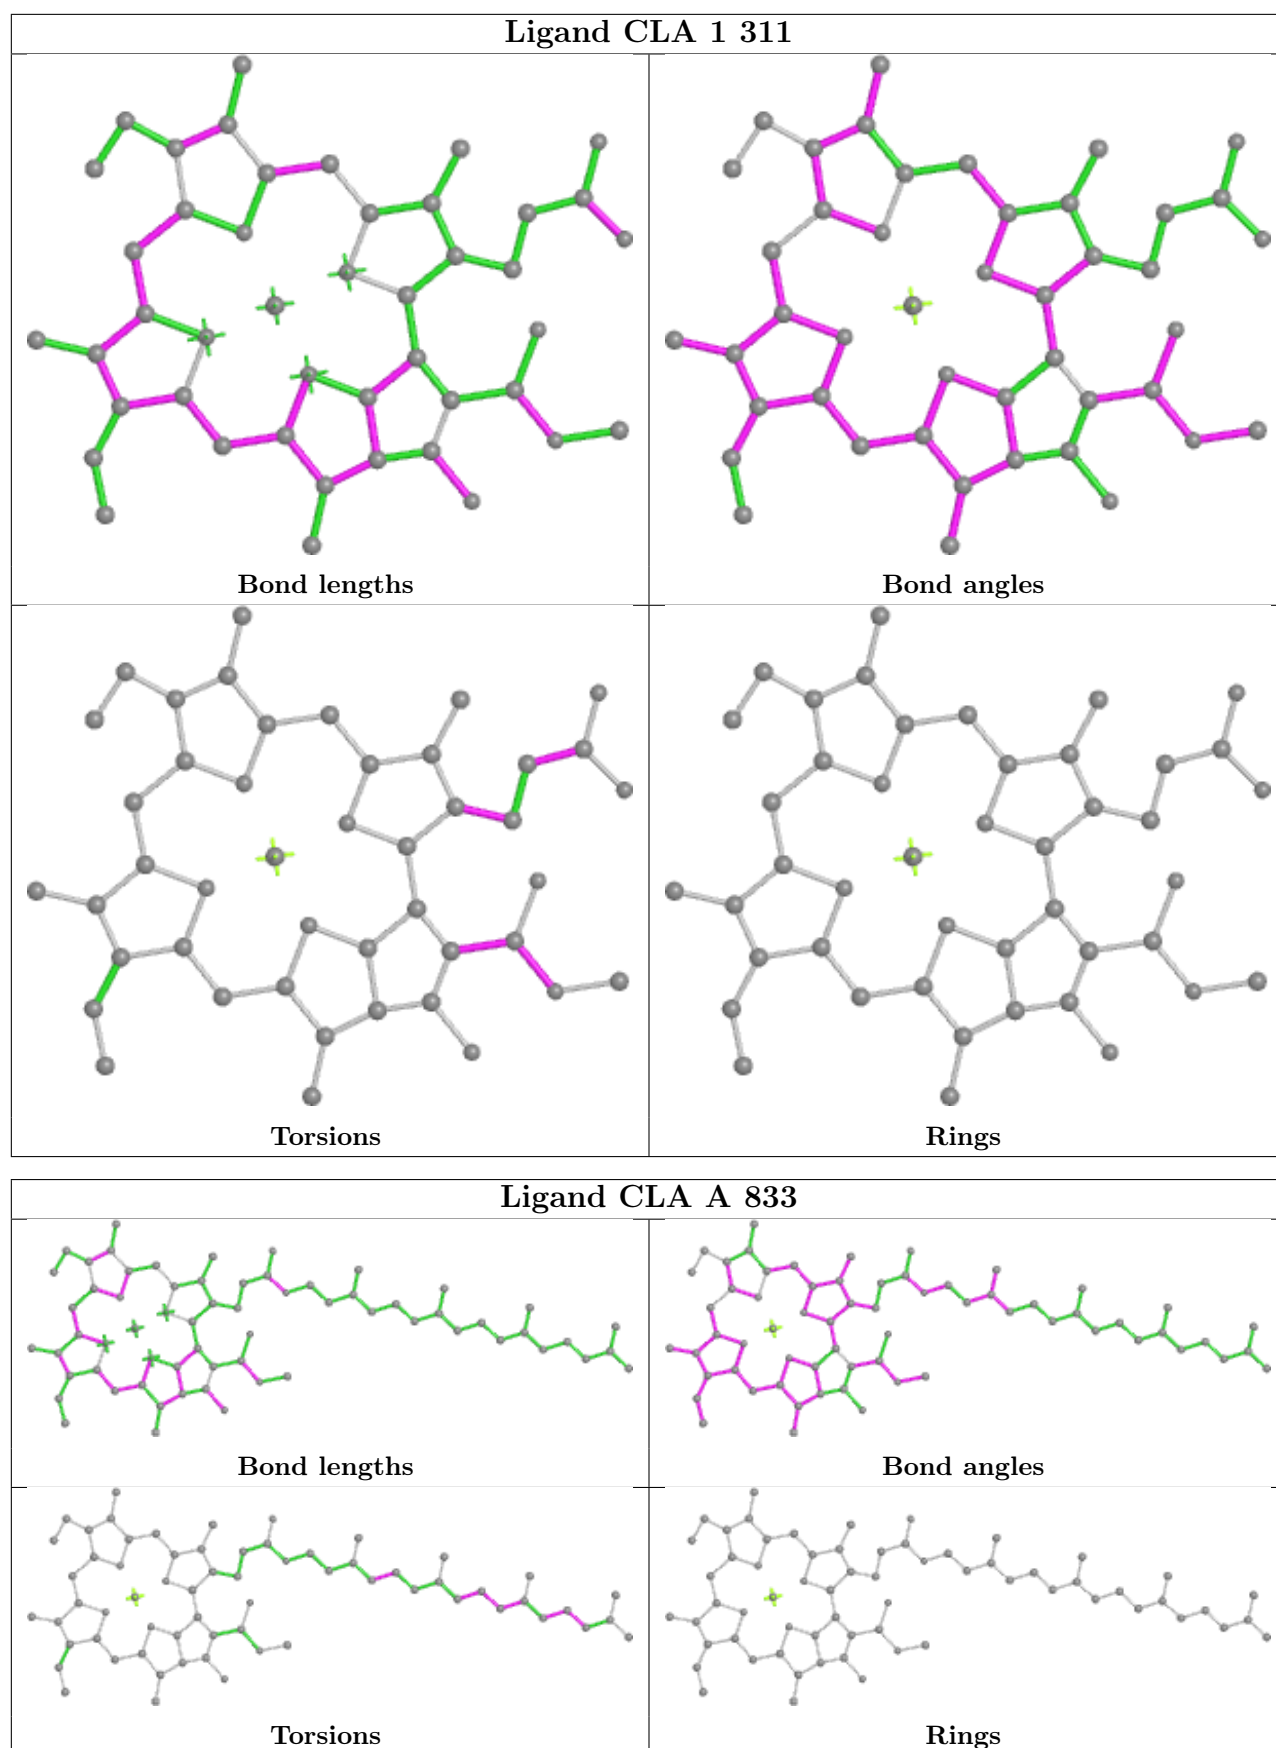 Ligand CLA 1 311
Bond lengths
Bond angles
Torsions
Rings
Ligand CLA A 833
Bond lengths
Bond angles
Torsions
Rings